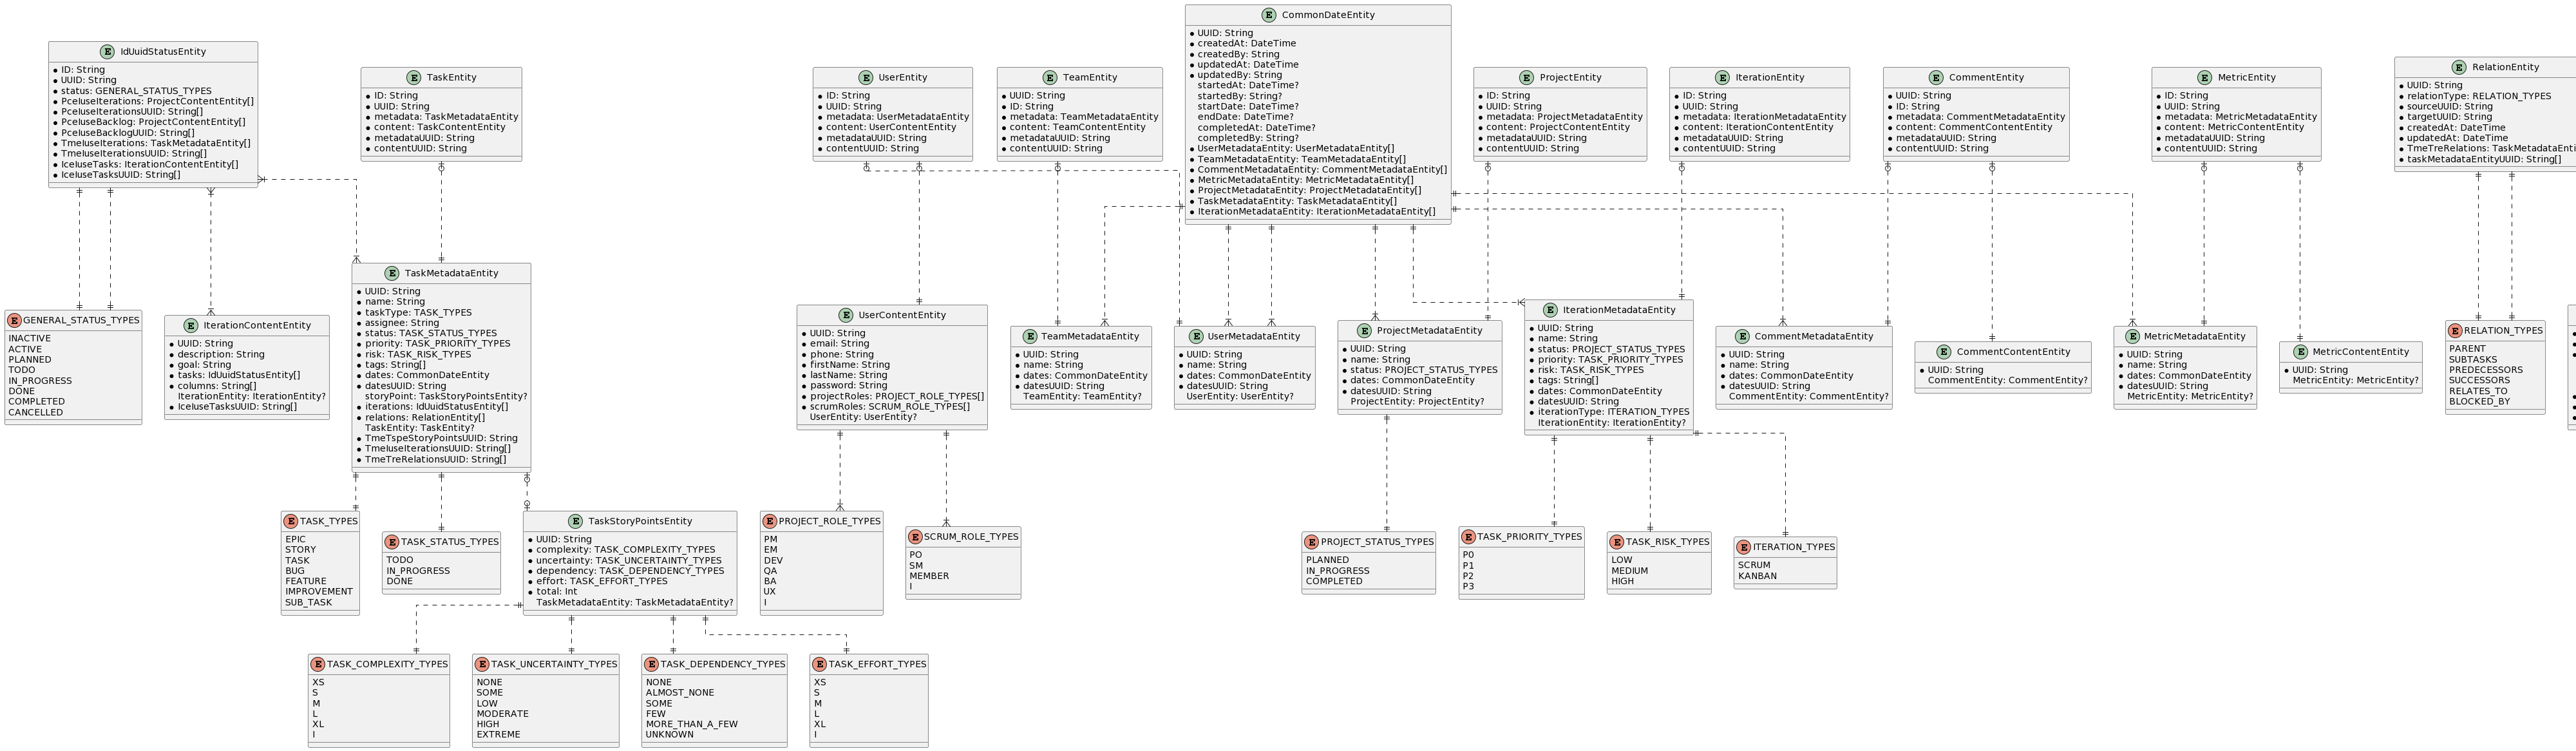 CommonDateEntity
UUID: String
createdAt: DateTime
createdBy: String
updatedAt: DateTime
updatedBy: String
startedAt: DateTime?
startedBy: String?
startDate: DateTime?
endDate: DateTime?
completedAt: DateTime?
completedBy: String?
UserMetadataEntity: UserMetadataEntity[]
TeamMetadataEntity: TeamMetadataEntity[]
CommentMetadataEntity: CommentMetadataEntity[]
MetricMetadataEntity: MetricMetadataEntity[]
ProjectMetadataEntity: ProjectMetadataEntity[]
TaskMetadataEntity: TaskMetadataEntity[]
IterationMetadataEntity: IterationMetadataEntity[]
IdUuidStatusEntity
ID: String
UUID: String
status: GENERAL_STATUS_TYPES
PceIuseIterations: ProjectContentEntity[]
PceIuseIterationsUUID: String[]
PceIuseBacklog: ProjectContentEntity[]
PceIuseBacklogUUID: String[]
TmeIuseIterations: TaskMetadataEntity[]
TmeIuseIterationsUUID: String[]
IceIuseTasks: IterationContentEntity[]
IceIuseTasksUUID: String[]
TaskEntity
ID: String
UUID: String
metadata: TaskMetadataEntity
content: TaskContentEntity
metadataUUID: String
contentUUID: String
UserEntity
ID: String
UUID: String
metadata: UserMetadataEntity
content: UserContentEntity
metadataUUID: String
contentUUID: String
TeamEntity
UUID: String
ID: String
metadata: TeamMetadataEntity
content: TeamContentEntity
metadataUUID: String
contentUUID: String
ProjectEntity
ID: String
UUID: String
metadata: ProjectMetadataEntity
content: ProjectContentEntity
metadataUUID: String
contentUUID: String
IterationEntity
ID: String
UUID: String
metadata: IterationMetadataEntity
content: IterationContentEntity
metadataUUID: String
contentUUID: String
CommentEntity
UUID: String
ID: String
metadata: CommentMetadataEntity
content: CommentContentEntity
metadataUUID: String
contentUUID: String
MetricEntity
ID: String
UUID: String
metadata: MetricMetadataEntity
content: MetricContentEntity
metadataUUID: String
contentUUID: String
RelationEntity
UUID: String
relationType: RELATION_TYPES
sourceUUID: String
targetUUID: String
createdAt: DateTime
updatedAt: DateTime
TmeTreRelations:
taskMetadataEntityUUID: String[]
GENERAL_STATUS_TYPES
INACTIVE
ACTIVE
PLANNED
TODO
IN_PROGRESS
DONE
COMPLETED
CANCELLED
IterationContentEntity
UUID: String
description: String
goal: String
tasks: IdUuidStatusEntity[]
columns: String[]
IterationEntity: IterationEntity?
IceIuseTasksUUID: String[]
TaskMetadataEntity
UUID: String
name: String
taskType: TASK_TYPES
assignee: String
status: TASK_STATUS_TYPES
priority: TASK_PRIORITY_TYPES
risk: TASK_RISK_TYPES
tags: String[]
dates: CommonDateEntity
datesUUID: String
storyPoint: TaskStoryPointsEntity?
iterations: IdUuidStatusEntity[]
relations: RelationEntity[]
TaskEntity: TaskEntity?
TmeTspeStoryPointsUUID: String
TmeIuseIterationsUUID: String[]
TmeTreRelationsUUID: String[]
UserContentEntity
UUID: String
email: String
phone: String
firstName: String
lastName: String
password: String
projectRoles: PROJECT_ROLE_TYPES[]
scrumRoles: SCRUM_ROLE_TYPES[]
UserEntity: UserEntity?
TeamMetadataEntity
UUID: String
name: String
dates: CommonDateEntity
datesUUID: String
TeamEntity: TeamEntity?
UserMetadataEntity
UUID: String
name: String
dates: CommonDateEntity
datesUUID: String
UserEntity: UserEntity?
ProjectMetadataEntity
UUID: String
name: String
status: PROJECT_STATUS_TYPES
dates: CommonDateEntity
datesUUID: String
ProjectEntity: ProjectEntity?
IterationMetadataEntity
UUID: String
name: String
status: PROJECT_STATUS_TYPES
priority: TASK_PRIORITY_TYPES
risk: TASK_RISK_TYPES
tags: String[]
dates: CommonDateEntity
datesUUID: String
iterationType: ITERATION_TYPES
IterationEntity: IterationEntity?
CommentMetadataEntity
UUID: String
name: String
dates: CommonDateEntity
datesUUID: String
CommentEntity: CommentEntity?
CommentContentEntity
UUID: String
CommentEntity: CommentEntity?
MetricMetadataEntity
UUID: String
name: String
dates: CommonDateEntity
datesUUID: String
MetricEntity: MetricEntity?
MetricContentEntity
UUID: String
MetricEntity: MetricEntity?
RELATION_TYPES
PARENT
SUBTASKS
PREDECESSORS
SUCCESSORS
RELATES_TO
BLOCKED_BY
TASK_TYPES
EPIC
STORY
TASK
BUG
FEATURE
IMPROVEMENT
SUB_TASK
TASK_STATUS_TYPES
TODO
IN_PROGRESS
DONE
TaskStoryPointsEntity
UUID: String
complexity: TASK_COMPLEXITY_TYPES
uncertainty: TASK_UNCERTAINTY_TYPES
dependency: TASK_DEPENDENCY_TYPES
effort: TASK_EFFORT_TYPES
total: Int
TaskMetadataEntity: TaskMetadataEntity?
PROJECT_ROLE_TYPES
PM
EM
DEV
QA
BA
UX
I
SCRUM_ROLE_TYPES
PO
SM
MEMBER
I
PROJECT_STATUS_TYPES
PLANNED
IN_PROGRESS
COMPLETED
TASK_PRIORITY_TYPES
P0
P1
P2
P3
TASK_RISK_TYPES
LOW
MEDIUM
HIGH
ITERATION_TYPES
SCRUM
KANBAN
TASK_COMPLEXITY_TYPES
XS
S
M
L
XL
I
TASK_UNCERTAINTY_TYPES
NONE
SOME
LOW
MODERATE
HIGH
EXTREME
TASK_DEPENDENCY_TYPES
NONE
ALMOST_NONE
SOME
FEW
MORE_THAN_A_FEW
UNKNOWN
TASK_EFFORT_TYPES
XS
S
M
L
XL
I